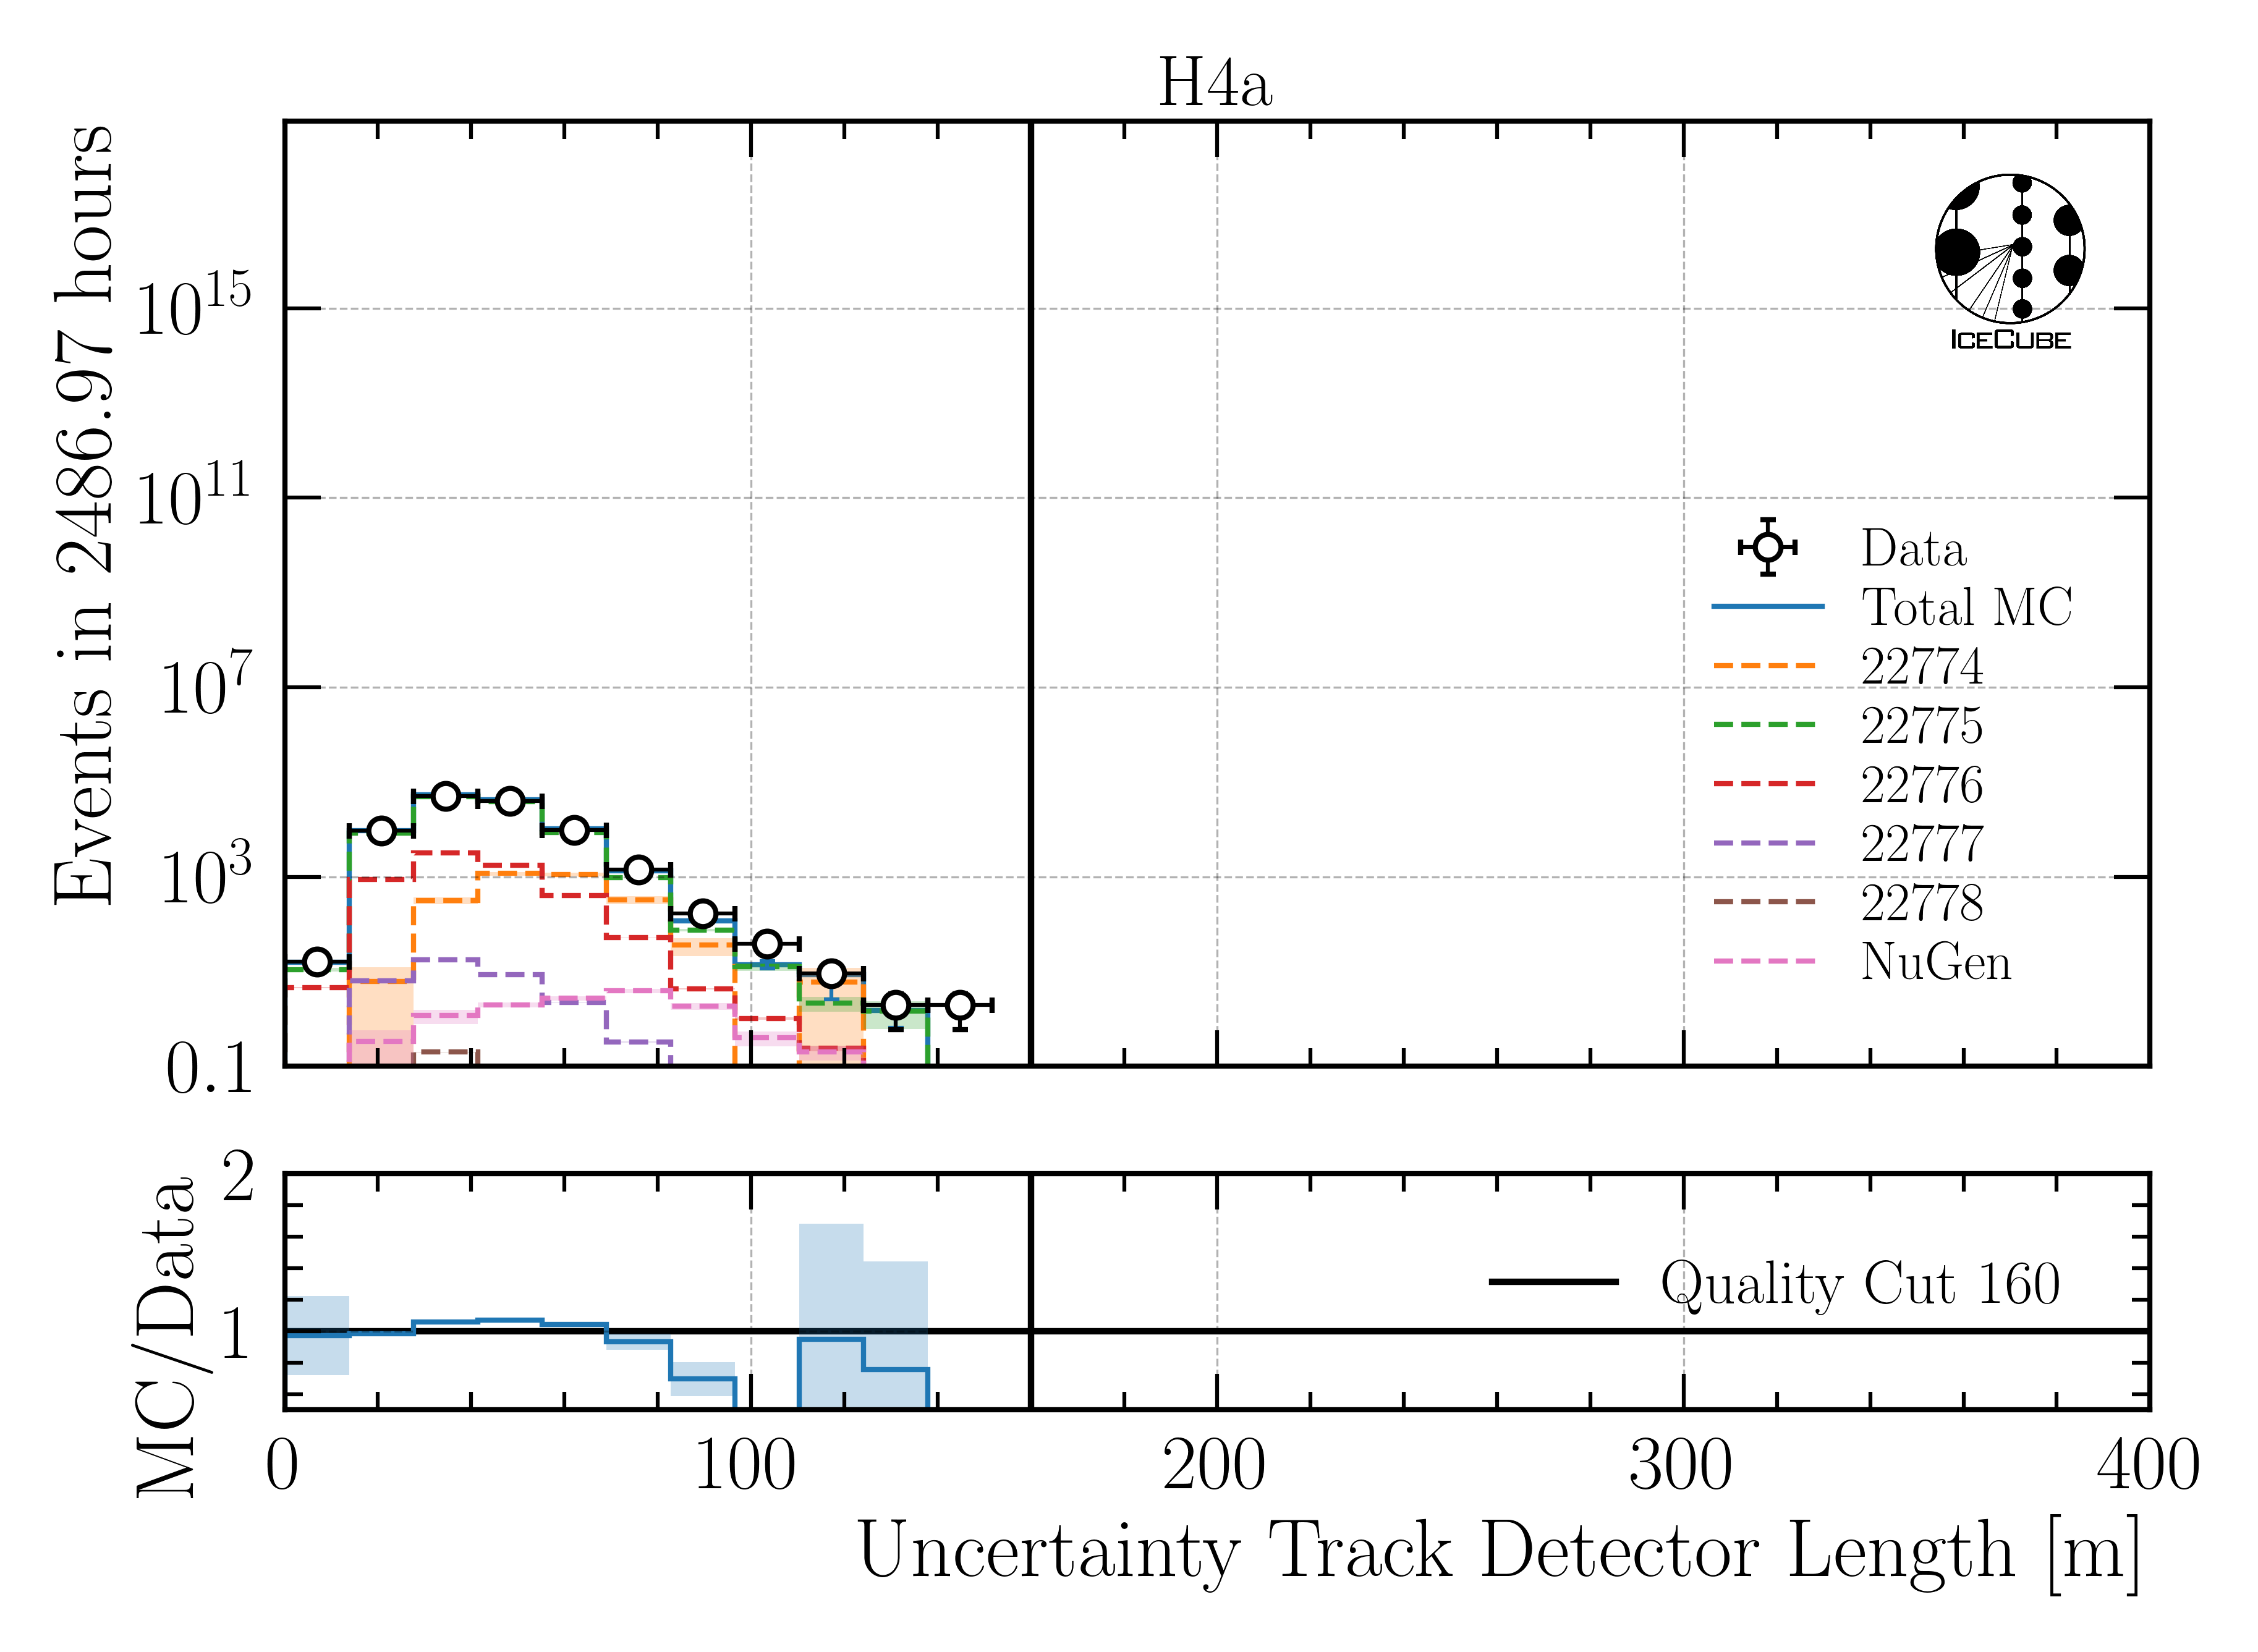 H4a
Events in 2486.97 hours
10^15
10^11
10^7
10^3
0.1
ICECUBE
Data
Total MC
22774
22775
22776
22777
22778
NuGen
MC/Data
2
1
Quality Cut 160
0 100 200 300 400
Uncertainty Track Detector Length [m]